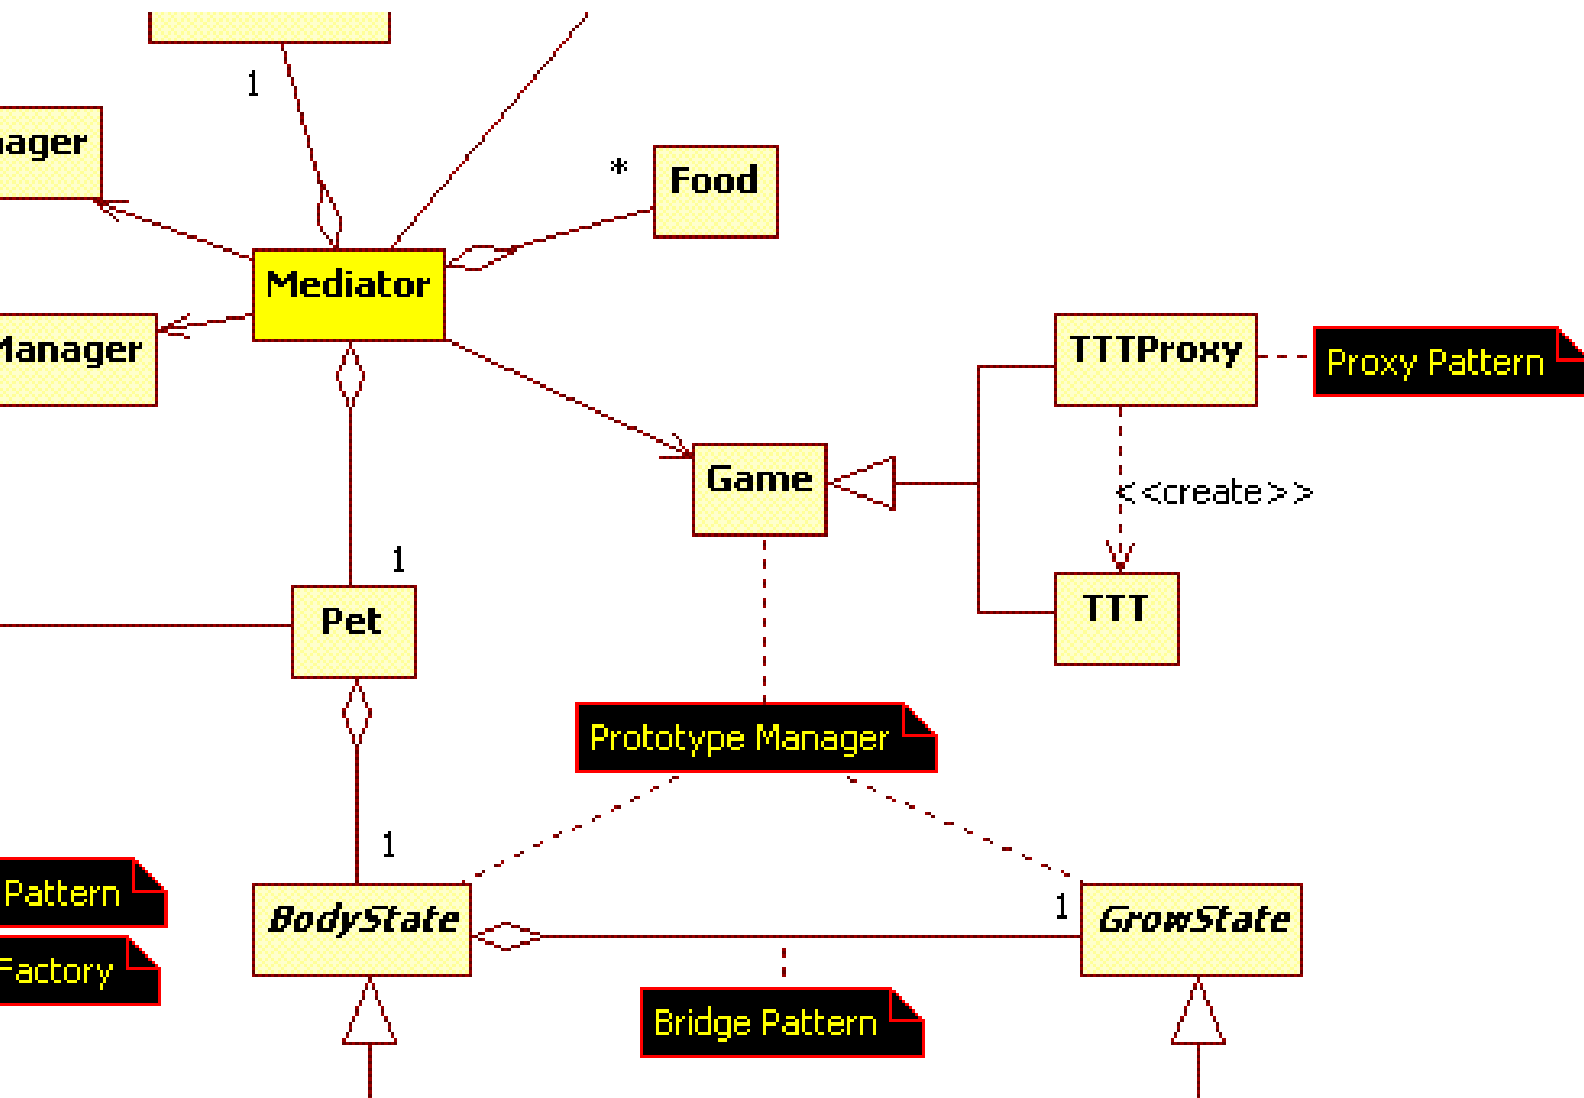 1
nager
*
Food
Mediator
Manager
TTTProxy
Proxy Pattern
Game
<<create>>
1
Pet
TTT
Prototype Manager
1
Pattern
BodyState
1
GrowState
Factory
Bridge Pattern